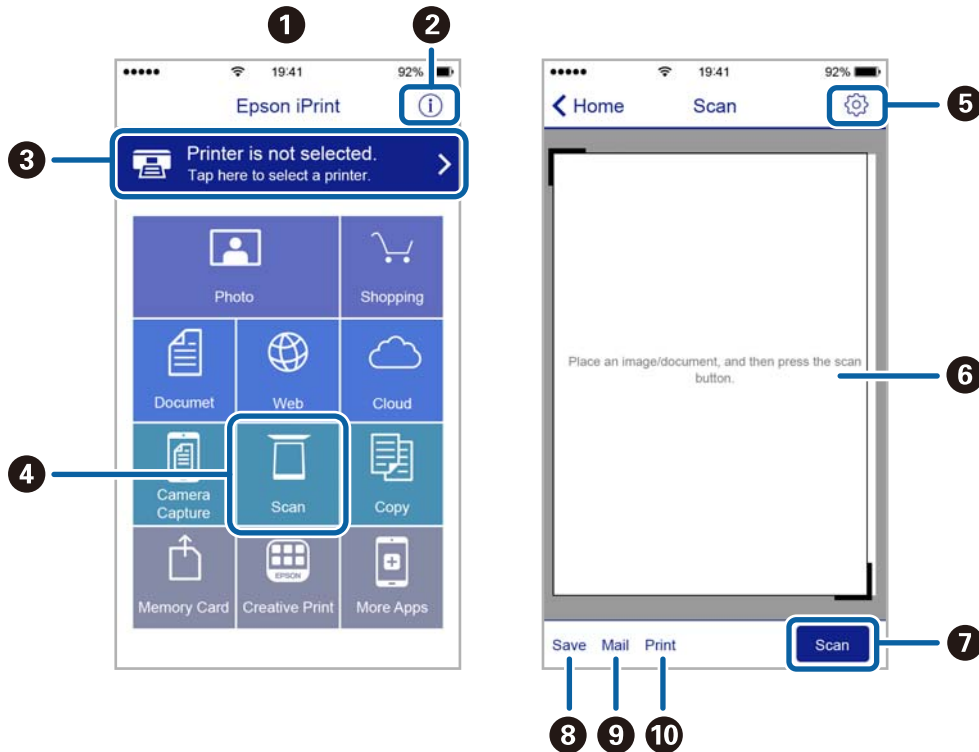 1
2
19:41
92%
Epson iPrint
3
Printer is not selected.
Tap here to select a printer.
Photo
Shopping
Documet
Web
Cloud
4
Camera
Capture
Scan
Copy
EPSON
Memory Card
Creative Print
More Apps
19:41
92%
Home
Scan
5
Place an image/document, and then press the scan
button.
6
Save
Mail
Print
Scan
7
8
9
10